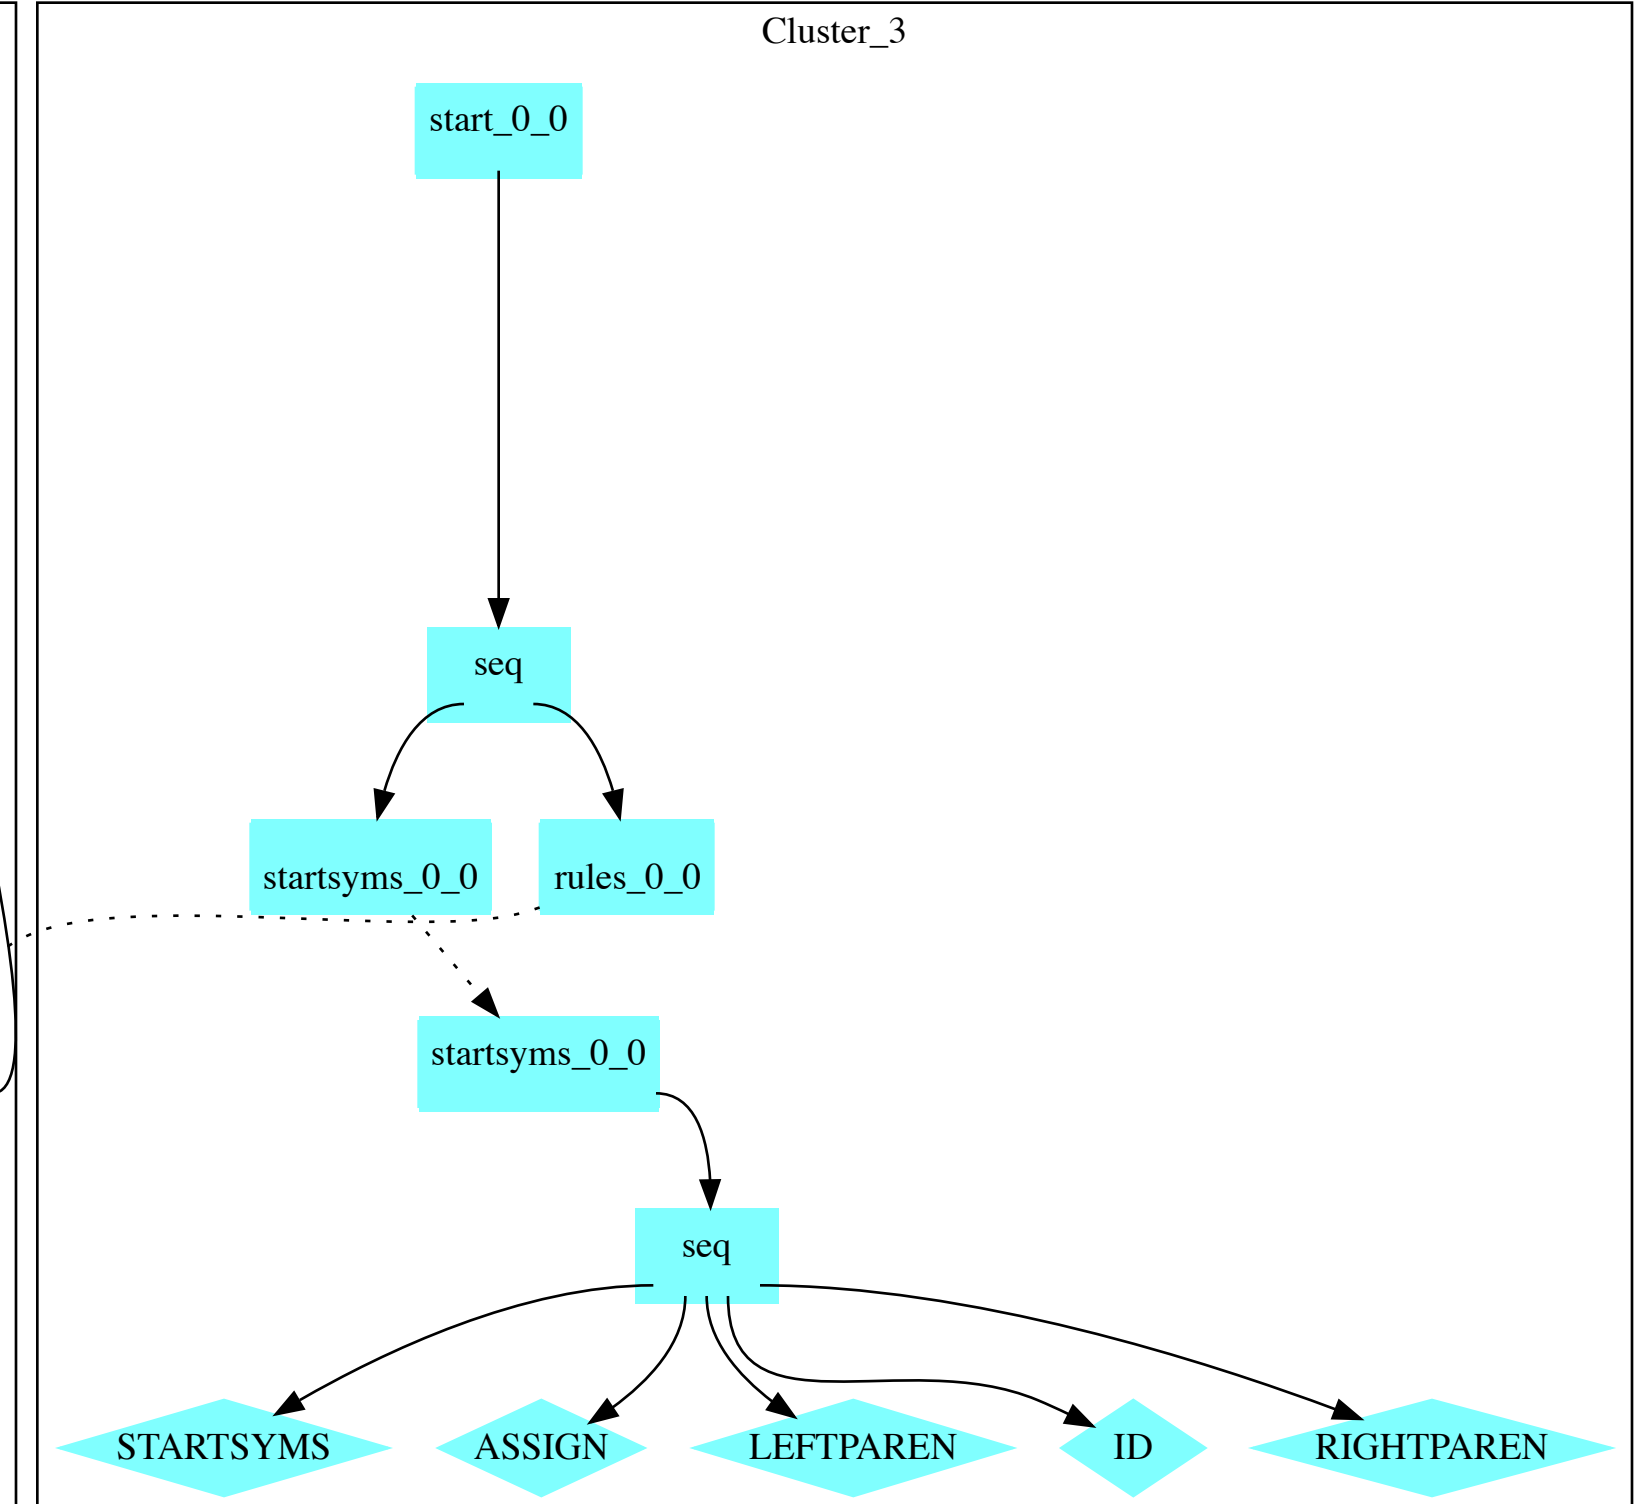 Cluster_3
start_0_0
seq
startsyms_0_0
rules_0_0
startsyms_0_0
seq
STARTSYMS
ASSIGN
LEFTPAREN
ID
RIGHTPAREN